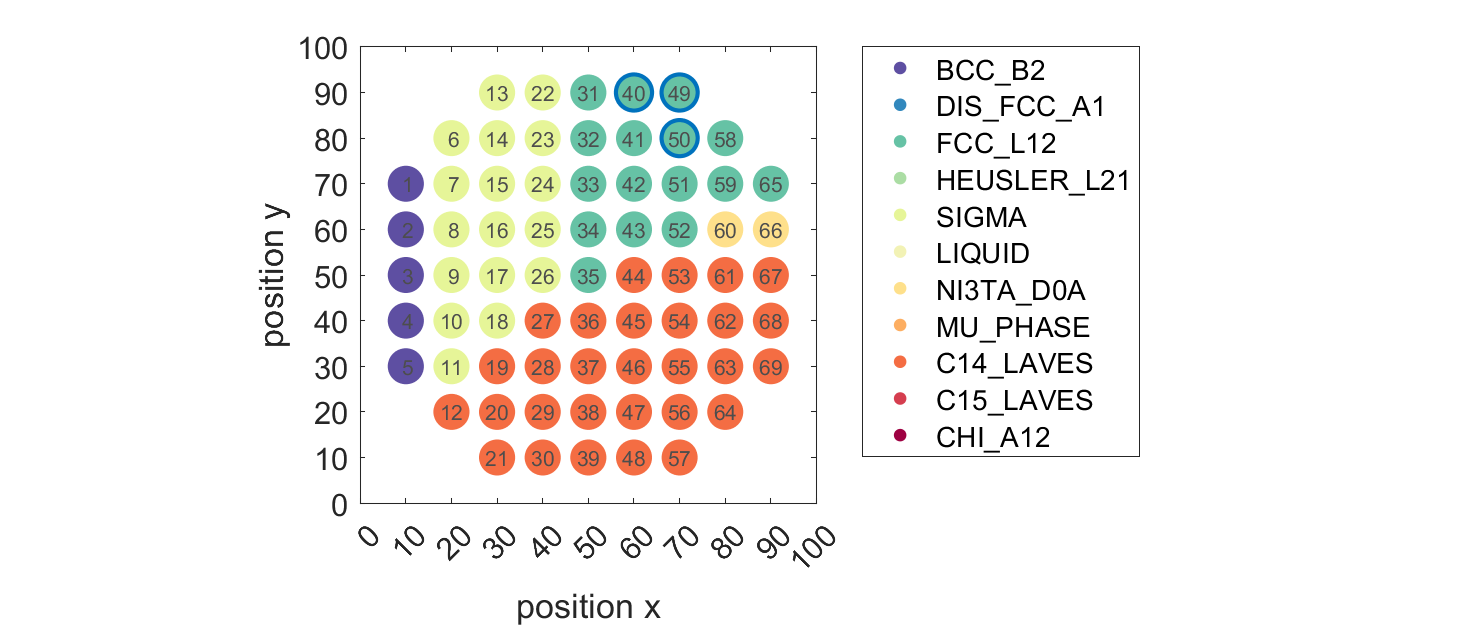 100
90
80
70
60
50
40
30
20
10
0
position y
13 22 31 40 49
6 14 23 32 41 50 58
1 7 15 24 33 42 51 59 65
2 8 16 25 34 43 52 60 66
3 9 17 26 35 44 53 61 67
4 10 18 27 36 45 54 62 68
5 11 19 28 37 46 55 63 69
12 20 29 38 47 56 64
21 30 39 48 57
0 10 20 30 40 50 60 70 80 90 100
position x
BCC_B2
DIS_FCC_A1
FCC_L12
HEUSLER_L21
SIGMA
LIQUID
NI3TA_D0A
MU_PHASE
C14_LAVES
C15_LAVES
CHI_A12